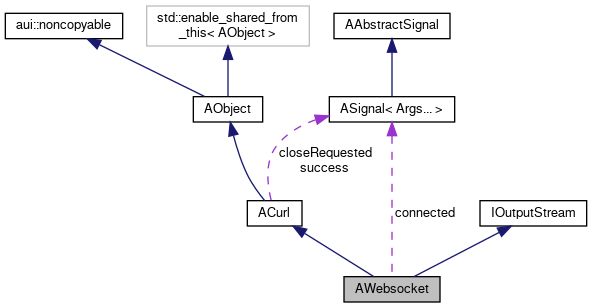 aui::noncopyable
std::enable_shared_from
_this< AObject >
AAbstractSignal
AObject
ASignal< Args... >
closeRequested
success
ACurl
connected
IOutputStream
AWebsocket